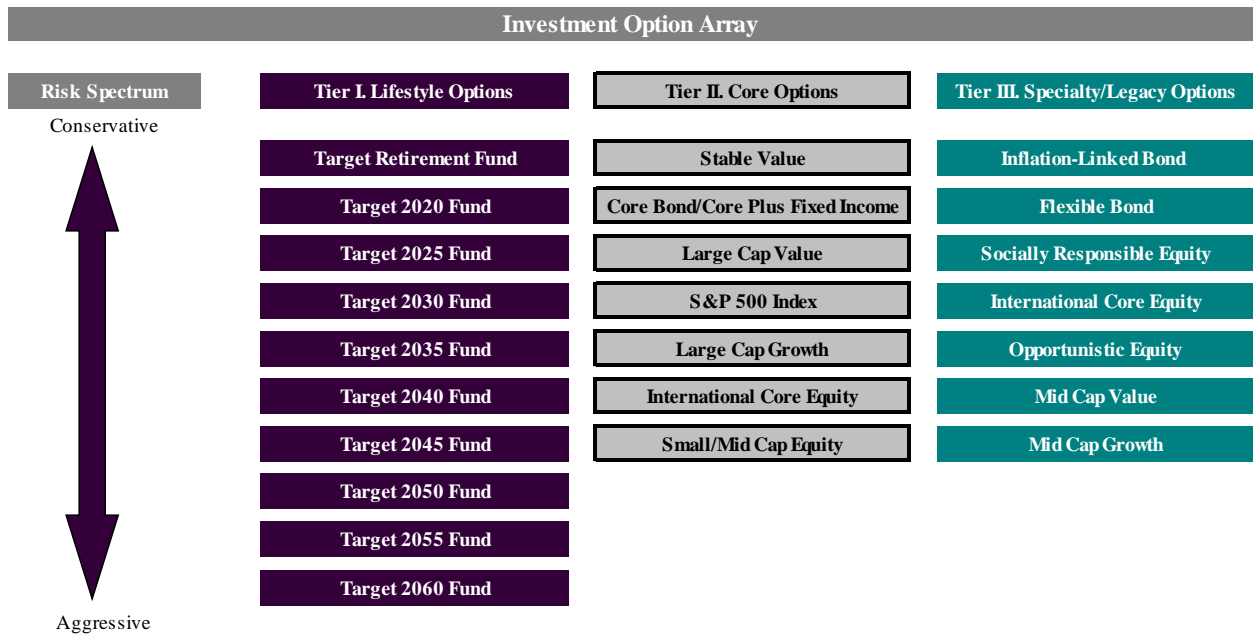 Investment Option Array
Risk Spectrum
Tier I. Lifestyle Options
Tier II. Core Options
Tier III. Specialty/Legacy Options
Conservative
Target Retirement Fund
Stable Value
Inflation-Linked Bond
Target 2020 Fund
Core Bond/Core Plus Fixed Income
Flexible Bond
Target 2025 Fund
Large Cap Value
Socially Responsible Equity
Target 2030 Fund
S&P 500 Index
International Core Equity
Target 2035 Fund
Large Cap Growth
Opportunistic Equity
Target 2040 Fund
International Core Equity
Mid Cap Value
Target 2045 Fund
Small/Mid Cap Equity
Mid Cap Growth
Target 2050 Fund
Target 2055 Fund
Target 2060 Fund
Aggressive